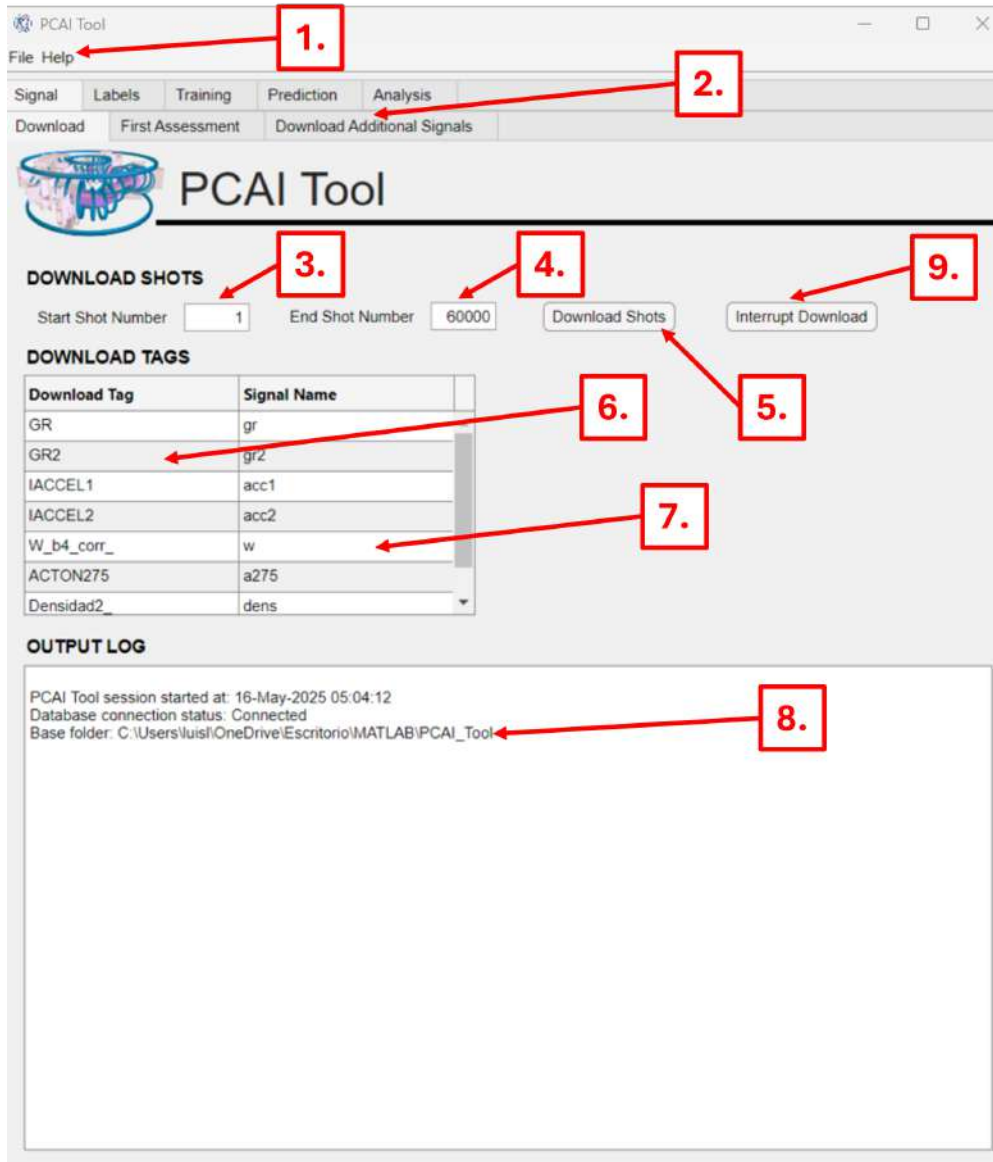 PCAI Tool
1.
File Help
2.
Signal Labels Training Prediction Analysis
Download First Assessment Download Additional Signals
PCAI Tool
3.
4.
9.
DOWNLOAD SHOTS
Start Shot Number 1 End Shot Number 60000 Download Shots Interrupt Download
DOWNLOAD TAGS
Download Tag Signal Name
6.
5.
GR gr
GR2 gr2
IACCEL1 acc1
IACCEL2 acc2
7.
W_b4_corr_ w
ACTON275 a275
Densidad2_ dens
OUTPUT LOG
PCAI Tool session started at: 16-May-2025 05:04:12
Database connection status: Connected
Base folder: C:\Users\luisl\OneDrive\Escritorio\MATLAB\PCAI_Tool
8.